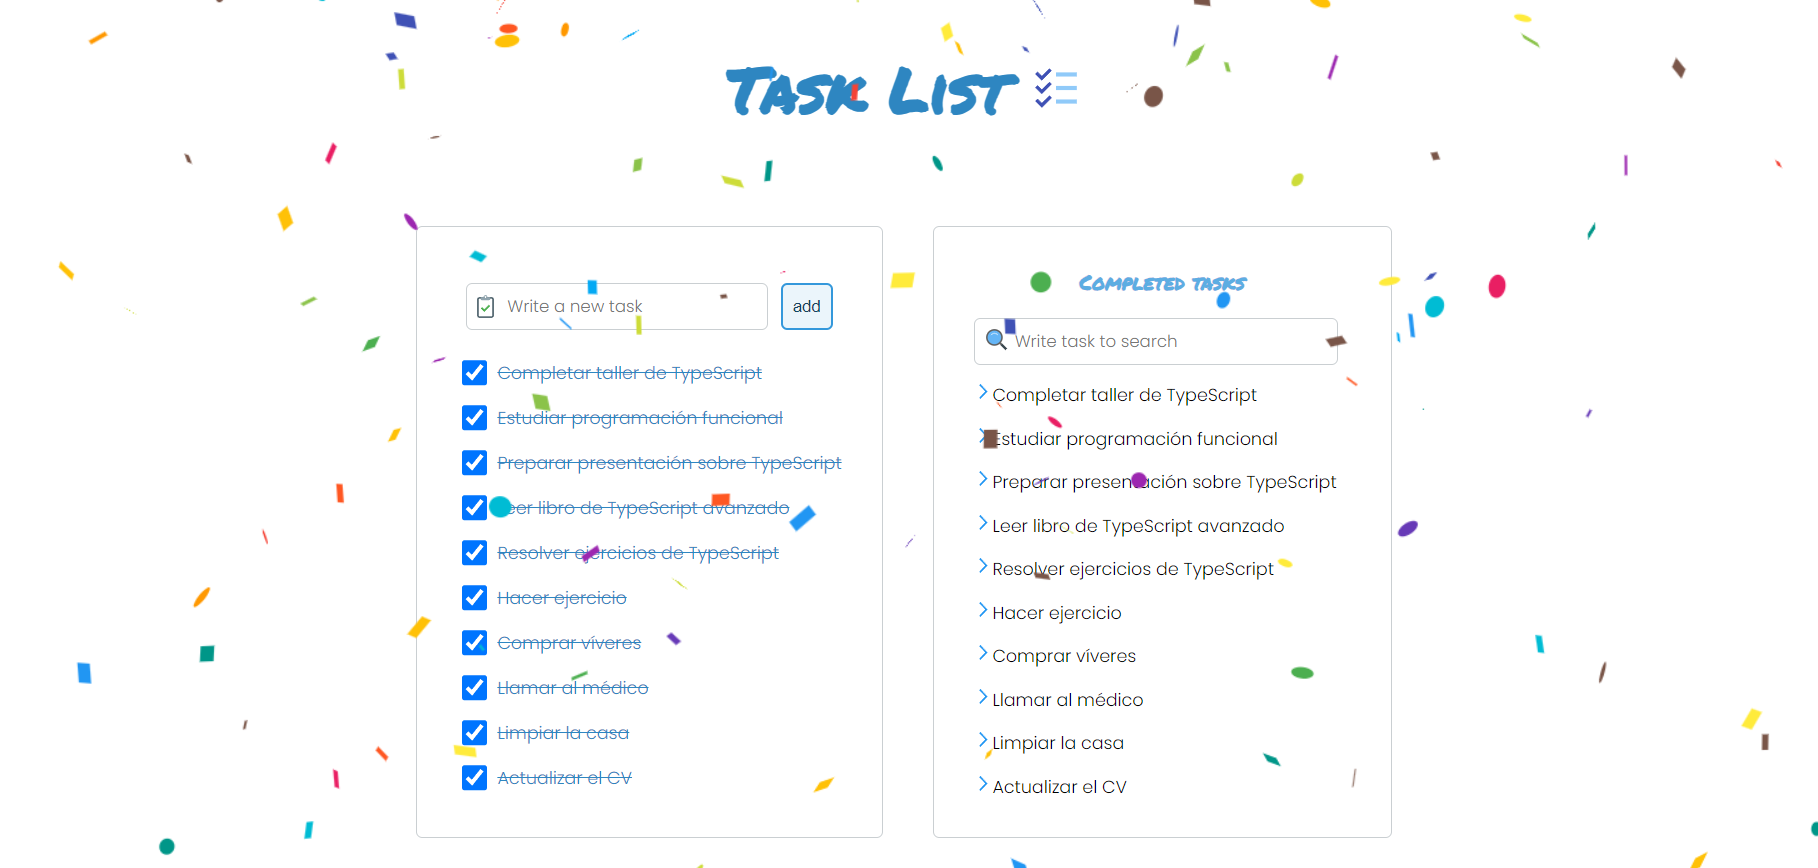 Task List
Write a new task
add
Completar taller de TypeScript
Estudiar programación funcional
Preparar presentación sobre TypeScript
Leer libro de TypeScript avanzado
Resolver ejercicios de TypeScript
Hacer ejercicio
Comprar víveres
Llamar al médico
Limpiar la casa
Actualizar el CV
Completed tasks
Write task to search
Completar taller de TypeScript
Estudiar programación funcional
Preparar presentación sobre TypeScript
Leer libro de TypeScript avanzado
Resolver ejercicios de TypeScript
Hacer ejercicio
Comprar víveres
Llamar al médico
Limpiar la casa
Actualizar el CV